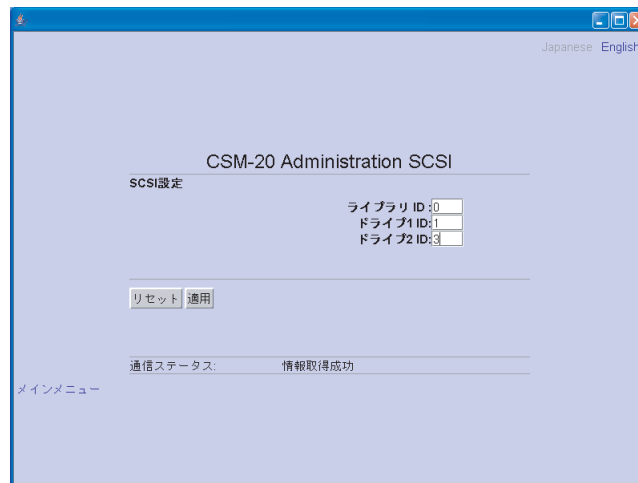 Japanese English
CSM-20 Administration SCSI
SCSI設定
ライブラリ ID :0
ドライブ1 ID:1
ドライブ2 ID:3
リセット 適用
通信ステータス: 情報取得成功
メインメニュー